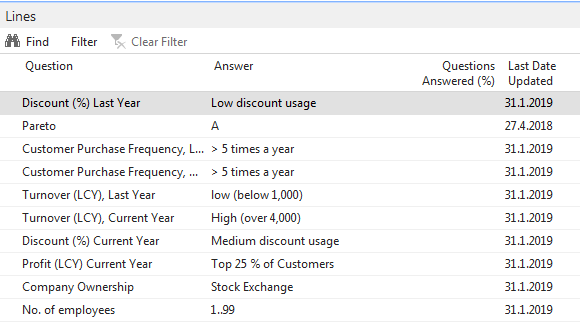 Lines
Find Filter Clear Filter
Question Answer Questions Answered (%) Last Date Updated
Discount (%) Last Year Low discount usage 31.1.2019
Pareto A 27.4.2018
Customer Purchase Frequency, L... > 5 times a year 31.1.2019
Customer Purchase Frequency, ... > 5 times a year 31.1.2019
Turnover (LCY), Last Year low (below 1,000) 31.1.2019
Turnover (LCY), Current Year High (over 4,000) 31.1.2019
Discount (%) Current Year Medium discount usage 31.1.2019
Profit (LCY) Current Year Top 25 % of Customers 31.1.2019
Company Ownership Stock Exchange 31.1.2019
No. of employees 1..99 31.1.2019